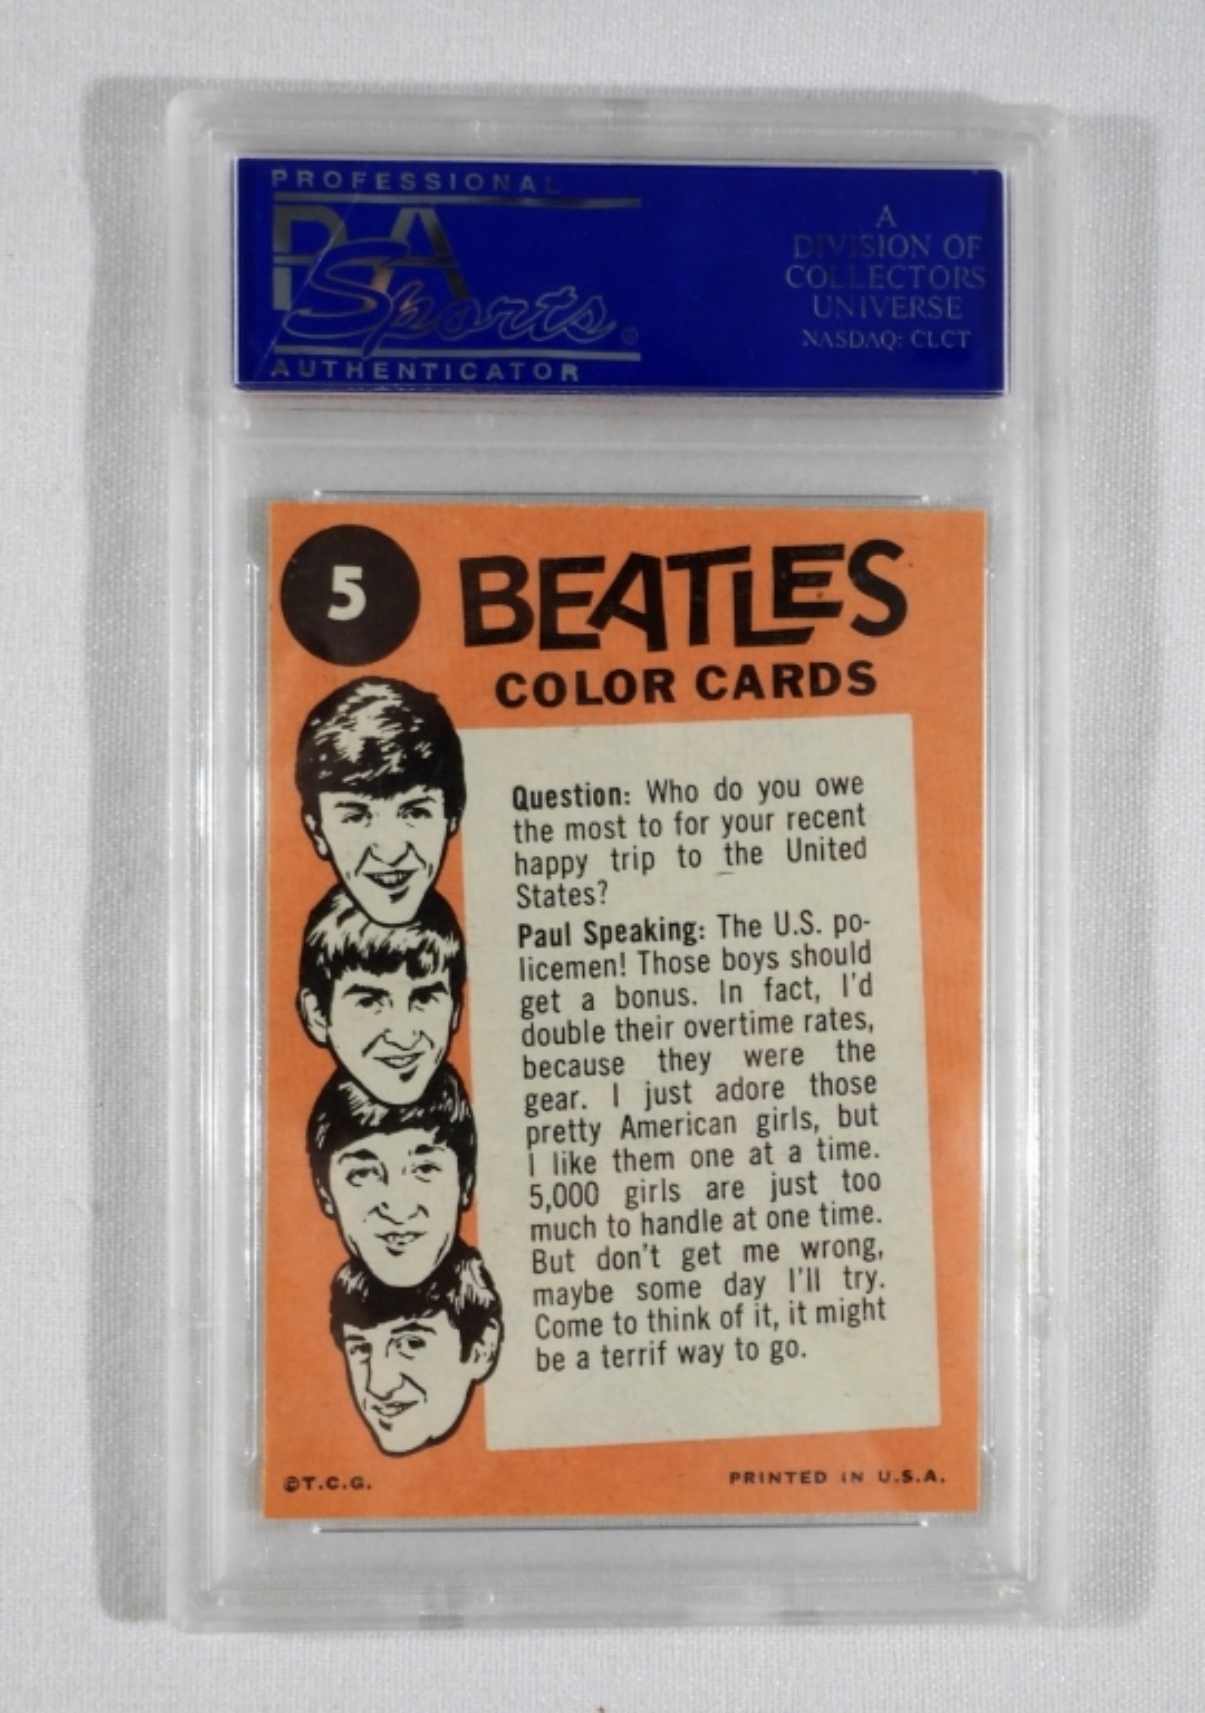 PROFESSIONAL
PSA
Sports
AUTHENTICATOR
A
DIVISION OF
COLLECTORS
UNIVERSE
NASDAQ: CLCT
5
BEATLES
COLOR CARDS
Question: Who do you owe
the most to for your recent
happy trip to the United
States?
Paul Speaking: The U.S. po-
licemen! Those boys should
get a bonus. In fact, I'd
double their overtime rates,
because they were the
gear. I just adore those
pretty American girls, but
I like them one at a time.
5,000 girls are just too
much to handle at one time.
But don't get me wrong,
maybe some day I'll try.
Come to think of it, it might
be a terrif way to go.
©T.C.G.
PRINTED IN U.S.A.